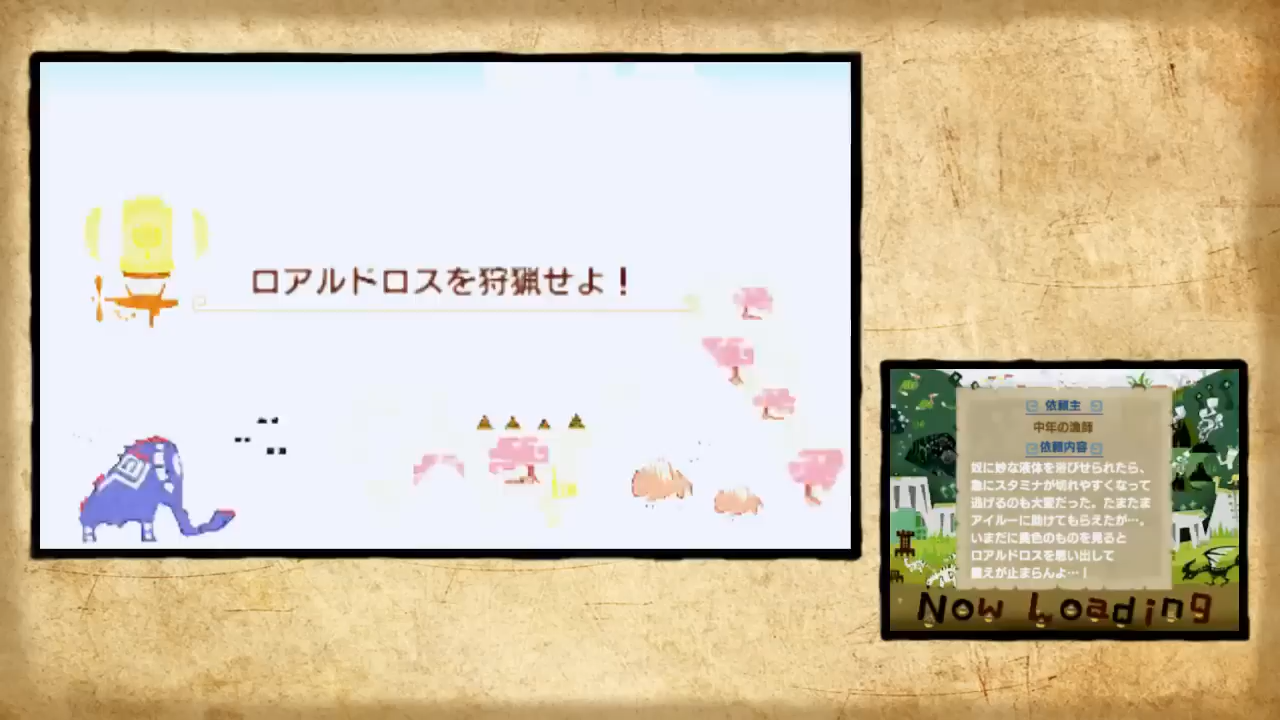 ロアルドロスを狩猟せよ！
依頼主
中年の漁師
依頼内容
奴に妙な液体を浴びせられたら、
急にスタミナが切れやすくなって
逃げるのも大変だった。たまたま
アイルーに助けてもらえたが…。
いまだに黄色のものを見ると
ロアルドロスを思い出して
震えが止まらんよ…！
Now Loading